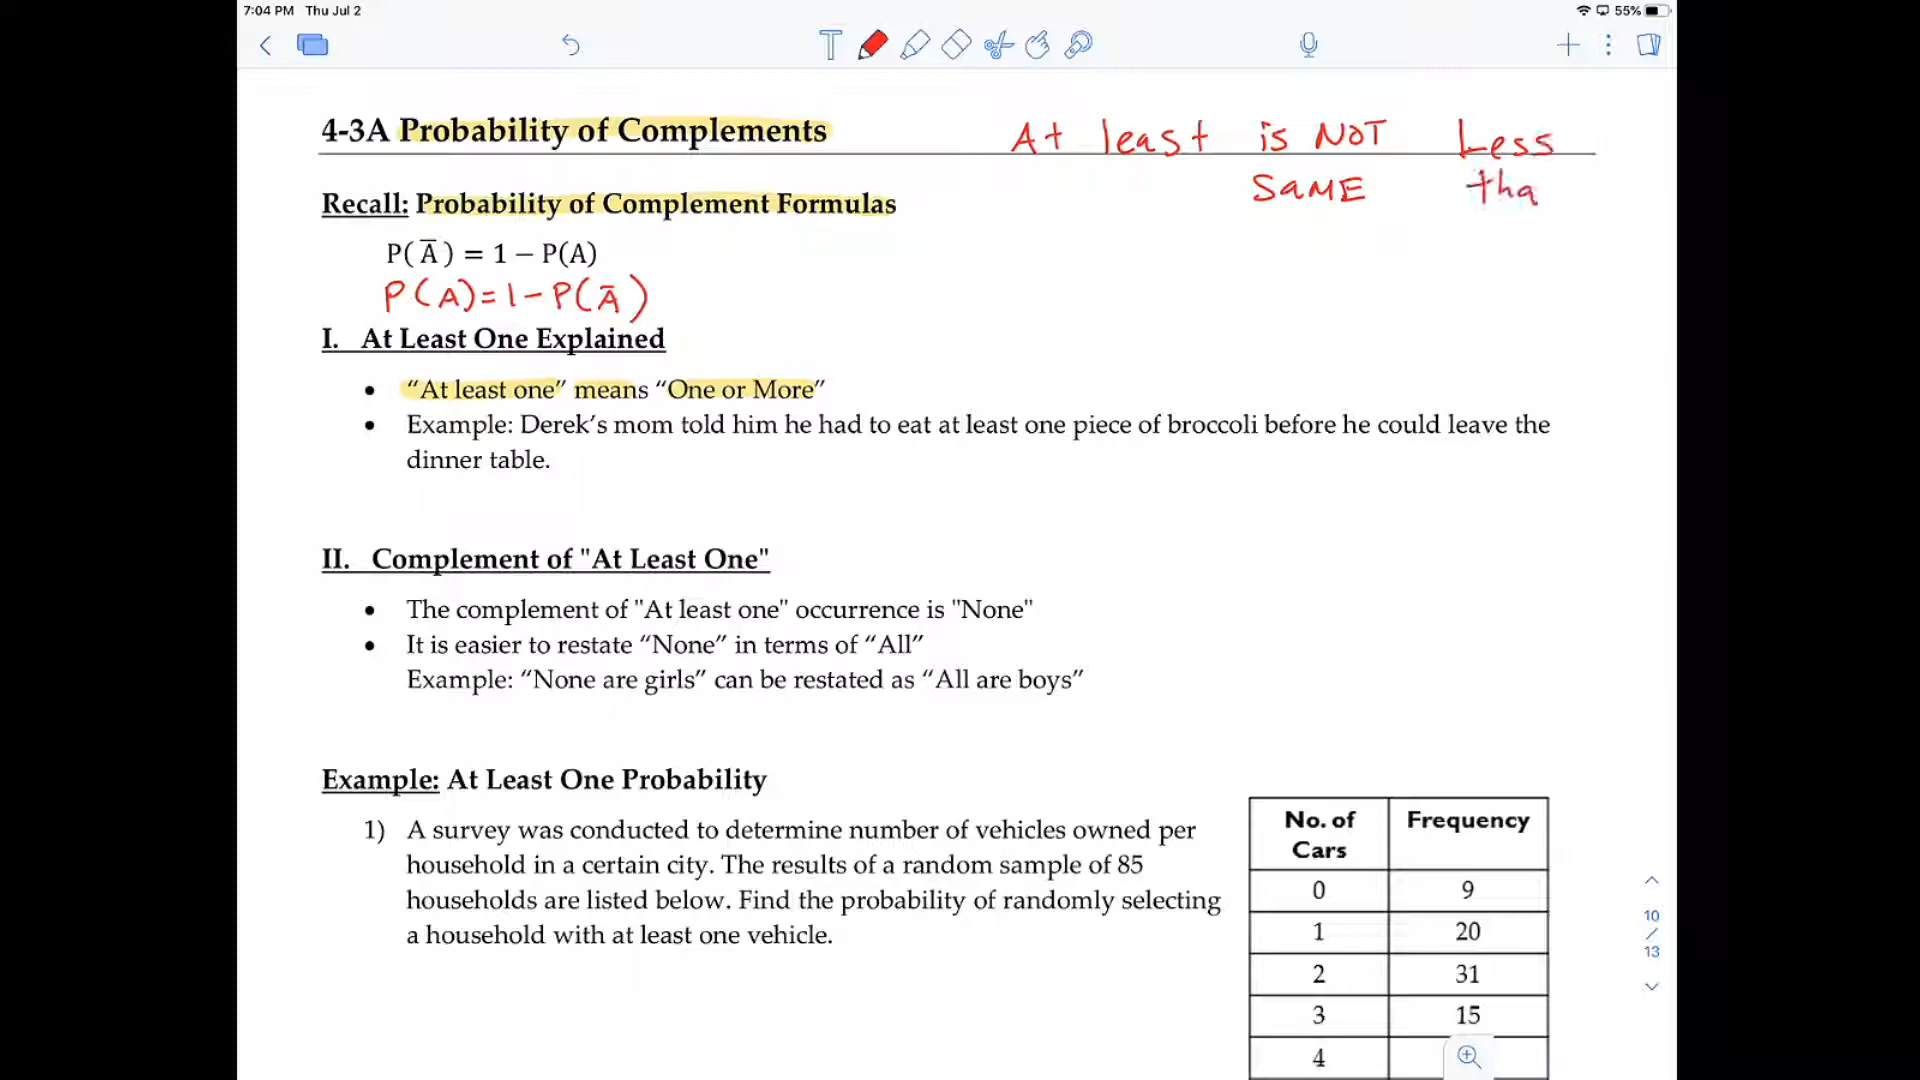 7:04 PM Thu Jul 2
55%
4-3A Probability of Complements
At least is NOT Less
SaME tha
Recall: Probability of Complement Formulas
P( A̅ ) = 1 – P(A)
P(A)=1-P(A̅)
I. At Least One Explained
• “At least one” means “One or More”
• Example: Derek’s mom told him he had to eat at least one piece of broccoli before he could leave the
dinner table.
II. Complement of "At Least One"
• The complement of "At least one" occurrence is "None"
• It is easier to restate “None” in terms of “All”
Example: “None are girls” can be restated as “All are boys”
Example: At Least One Probability
1) A survey was conducted to determine number of vehicles owned per
household in a certain city. The results of a random sample of 85
households are listed below. Find the probability of randomly selecting
a household with at least one vehicle.
No. of Cars Frequency
0 9
1 20
2 31
3 15
4
10
/
13